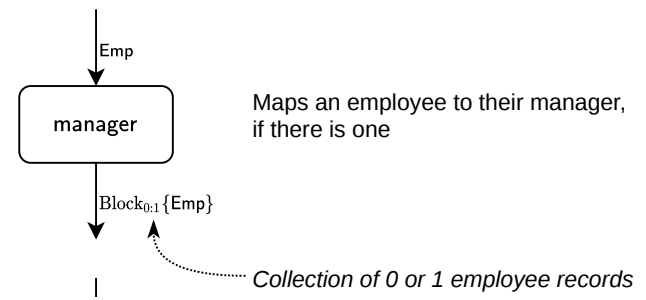 Emp
manager
Maps an employee to their manager,
if there is one
Block₀:₁{Emp}
Collection of 0 or 1 employee records